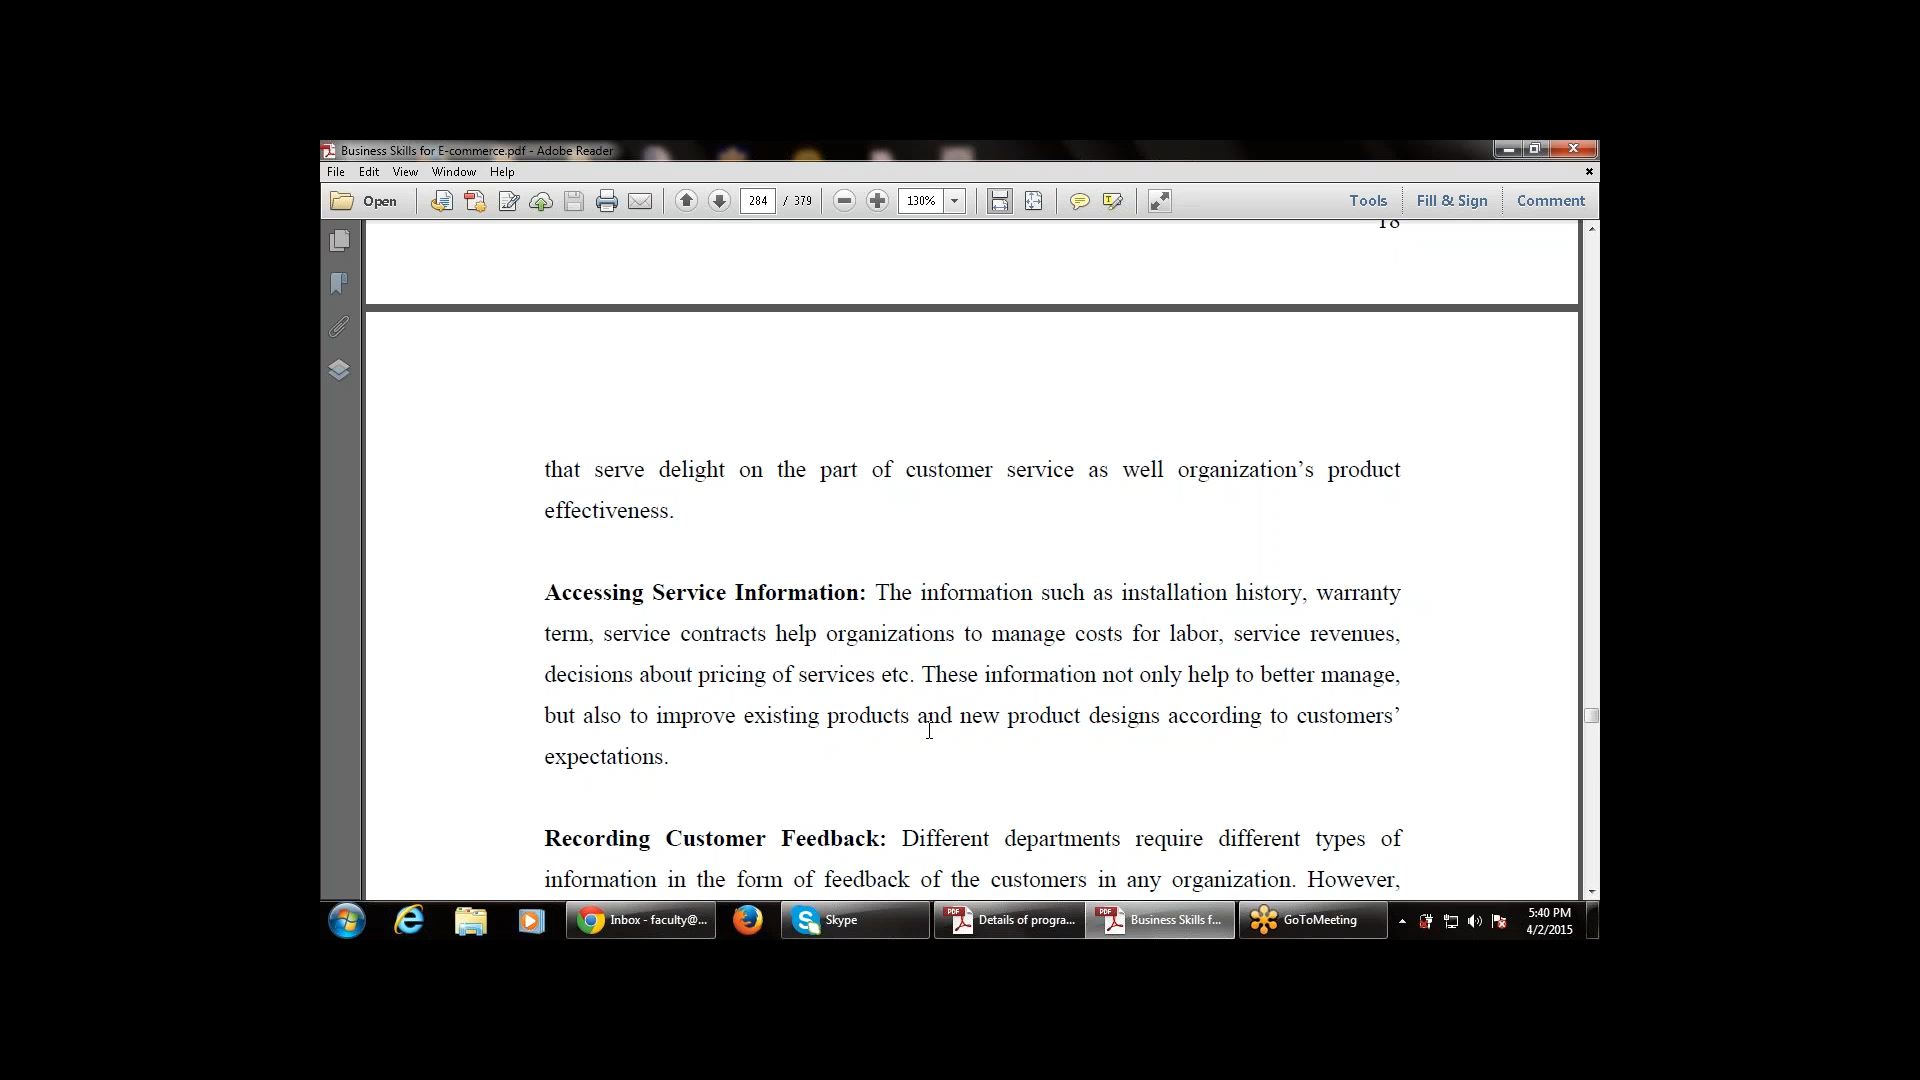 Business Skills for E-commerce.pdf - Adobe Reader
File Edit View Window Help
Open 284 / 379 130% Tools Fill & Sign Comment
18
that serve delight on the part of customer service as well organization’s product
effectiveness.
Accessing Service Information: The information such as installation history, warranty
term, service contracts help organizations to manage costs for labor, service revenues,
decisions about pricing of services etc. These information not only help to better manage,
but also to improve existing products and new product designs according to customers’
expectations.
Recording Customer Feedback: Different departments require different types of
information in the form of feedback of the customers in any organization. However,
Inbox - faculty@... Skype Details of progra... Business Skills f... GoToMeeting 5:40 PM
4/2/2015